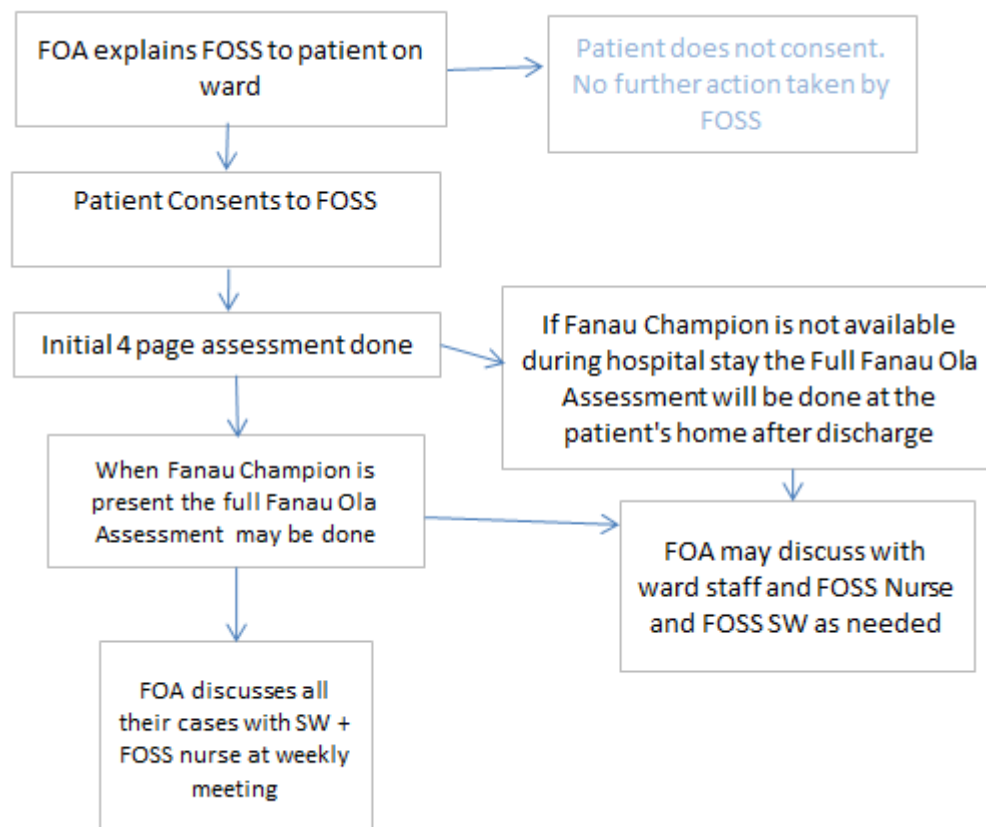 FOA explains FOSS to patient on
ward
Patient does not consent.
No further action taken by
FOSS
Patient Consents to FOSS
Initial 4 page assessment done
If Fanau Champion is not available
during hospital stay the Full Fanau Ola
Assessment will be done at the
patient's home after discharge
When Fanau Champion is
present the full Fanau Ola
Assessment may be done
FOA may discuss with
ward staff and FOSS Nurse
and FOSS SW as needed
FOA discusses all
their cases with SW +
FOSS nurse at weekly
meeting